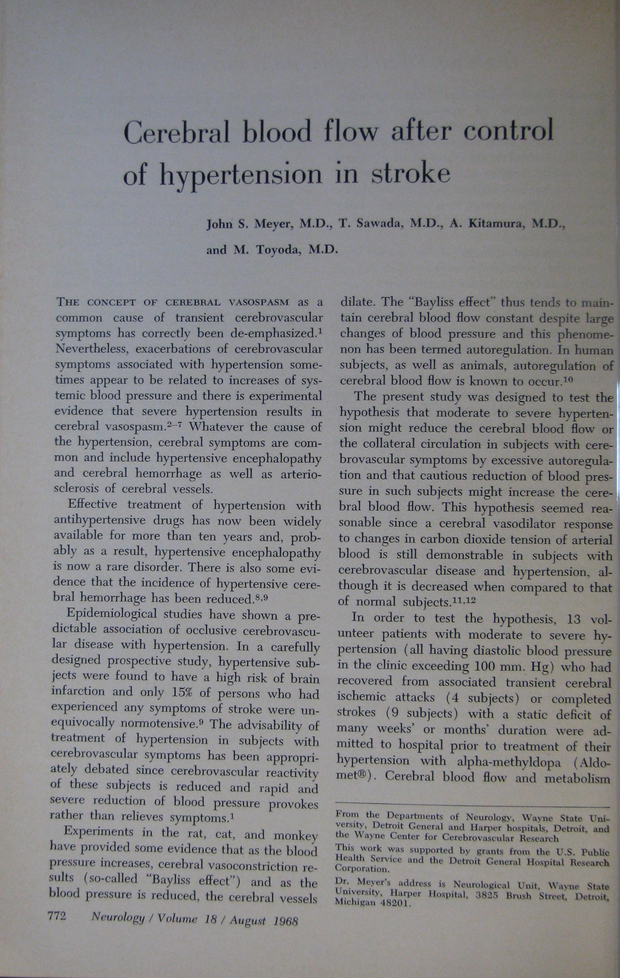 Cerebral blood flow after control
of hypertension in stroke
John S. Meyer, M.D., T. Sawada, M.D., A. Kitamura, M.D.,
and M. Toyoda, M.D.
THE CONCEPT OF CEREBRAL VASOSPASM as a
common cause of transient cerebrovascular
symptoms has correctly been de-emphasized.¹
Nevertheless, exacerbations of cerebrovascular
symptoms associated with hypertension some-
times appear to be related to increases of sys-
temic blood pressure and there is experimental
evidence that severe hypertension results in
cerebral vasospasm.²⁻⁷ Whatever the cause of
the hypertension, cerebral symptoms are com-
mon and include hypertensive encephalopathy
and cerebral hemorrhage as well as arterio-
sclerosis of cerebral vessels.
Effective treatment of hypertension with
antihypertensive drugs has now been widely
available for more than ten years and, prob-
ably as a result, hypertensive encephalopathy
is now a rare disorder. There is also some evi-
dence that the incidence of hypertensive cere-
bral hemorrhage has been reduced.⁸,⁹
Epidemiological studies have shown a pre-
dictable association of occlusive cerebrovascu-
lar disease with hypertension. In a carefully
designed prospective study, hypertensive sub-
jects were found to have a high risk of brain
infarction and only 15% of persons who had
experienced any symptoms of stroke were un-
equivocally normotensive.⁹ The advisability of
treatment of hypertension in subjects with
cerebrovascular symptoms has been appropri-
ately debated since cerebrovascular reactivity
of these subjects is reduced and rapid and
severe reduction of blood pressure provokes
rather than relieves symptoms.¹
Experiments in the rat, cat, and monkey
have provided some evidence that as the blood
pressure increases, cerebral vasoconstriction re-
sults (so-called "Bayliss effect") and as the
blood pressure is reduced, the cerebral vessels
dilate. The "Bayliss effect" thus tends to main-
tain cerebral blood flow constant despite large
changes of blood pressure and this phenome-
non has been termed autoregulation. In human
subjects, as well as animals, autoregulation of
cerebral blood flow is known to occur.¹⁰
The present study was designed to test the
hypothesis that moderate to severe hyperten-
sion might reduce the cerebral blood flow or
the collateral circulation in subjects with cere-
brovascular symptoms by excessive autoregula-
tion and that cautious reduction of blood pres-
sure in such subjects might increase the cere-
bral blood flow. This hypothesis seemed rea-
sonable since a cerebral vasodilator response
to changes in carbon dioxide tension of arterial
blood is still demonstrable in subjects with
cerebrovascular disease and hypertension, al-
though it is decreased when compared to that
of normal subjects.¹¹,¹²
In order to test the hypothesis, 13 vol-
unteer patients with moderate to severe hy-
pertension (all having diastolic blood pressure
in the clinic exceeding 100 mm. Hg) who had
recovered from associated transient cerebral
ischemic attacks (4 subjects) or completed
strokes (9 subjects) with a static deficit of
many weeks' or months' duration were ad-
mitted to hospital prior to treatment of their
hypertension with alpha-methyldopa (Aldo-
met®). Cerebral blood flow and metabolism
From the Departments of Neurology, Wayne State Uni-
versity, Detroit General and Harper hospitals, Detroit, and
the Wayne Center for Cerebrovascular Research
This work was supported by grants from the U.S. Public
Health Service and the Detroit General Hospital Research
Corporation.
Dr. Meyer's address is Neurological Unit, Wayne State
University, Harper Hospital, 3825 Brush Street, Detroit,
Michigan 48201.
772 Neurology / Volume 18 / August 1968